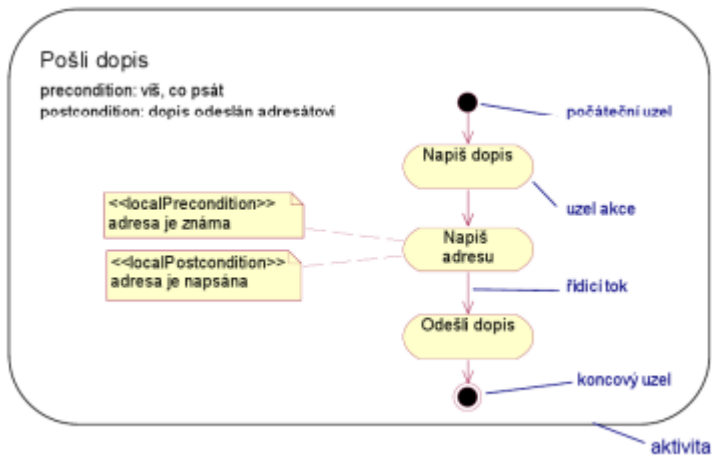 Pošli dopis
precondition: víš, co psát
postcondition: dopis odeslán adresátovi
počáteční uzel
Napiš dopis
uzel akce
<<localPrecondition>>
adresa je známa
Napiš
adresu
<<localPostcondition>>
adresa je napsána
řídicí tok
Odešli dopis
koncový uzel
aktivita